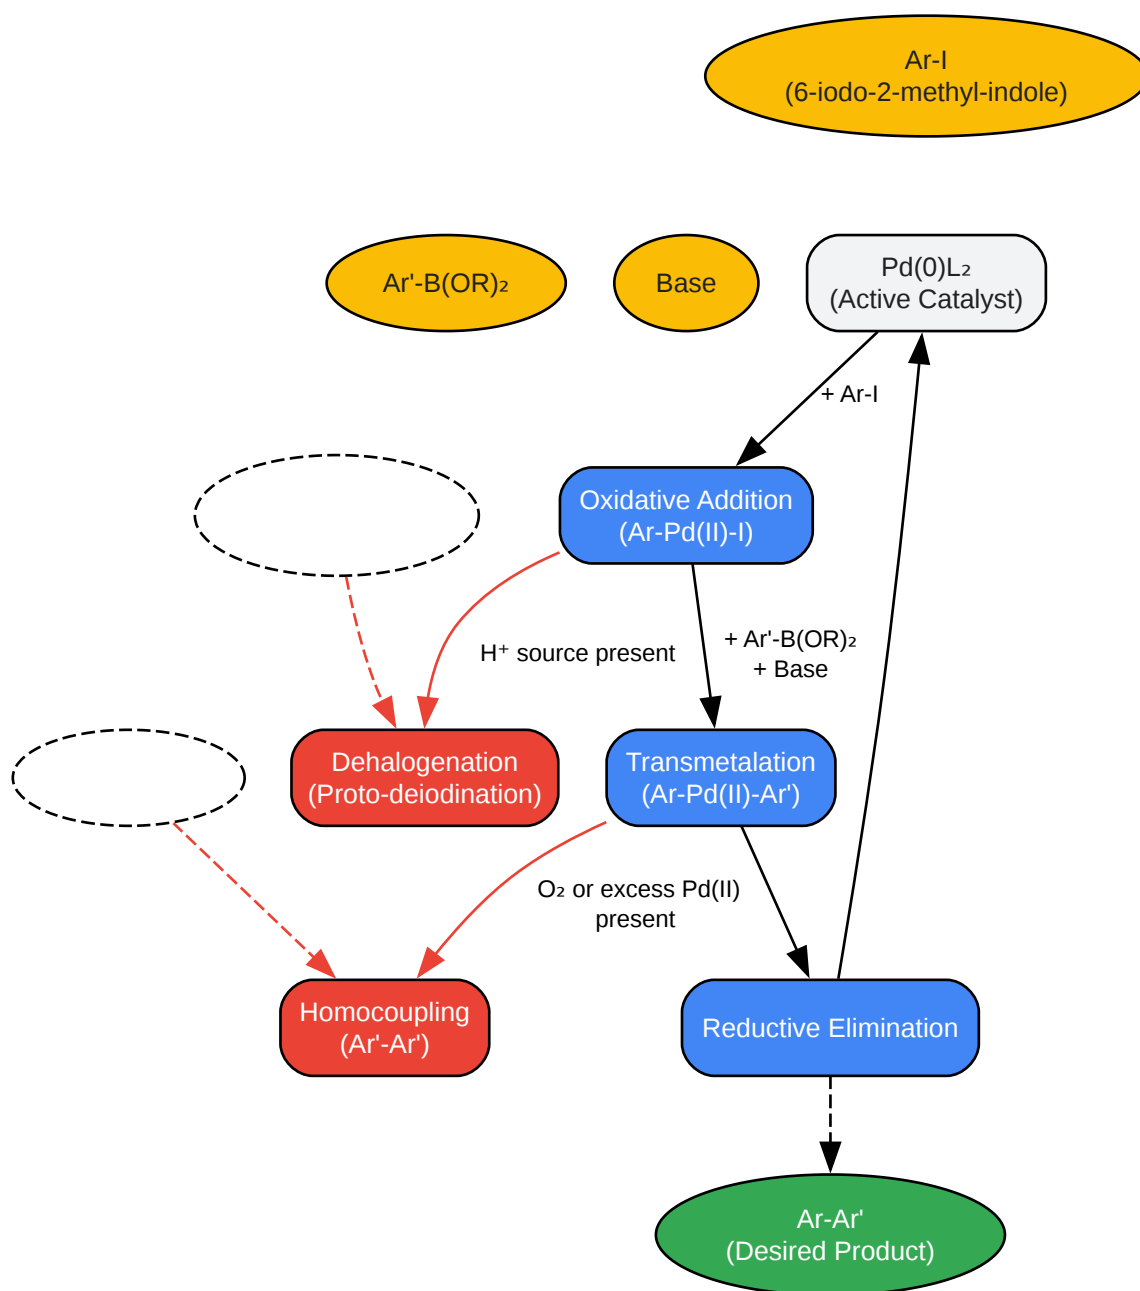 Ar-I
(6-iodo-2-methyl-indole)
Ar'-B(OR)₂
Base
Pd(0)L₂
(Active Catalyst)
+ Ar-I
Oxidative Addition
(Ar-Pd(II)-I)
H⁺ source present
+ Ar'-B(OR)₂
+ Base
Dehalogenation
(Proto-deiodination)
Transmetalation
(Ar-Pd(II)-Ar')
O₂ or excess Pd(II)
present
Homocoupling
(Ar'-Ar')
Reductive Elimination
Ar-Ar'
(Desired Product)